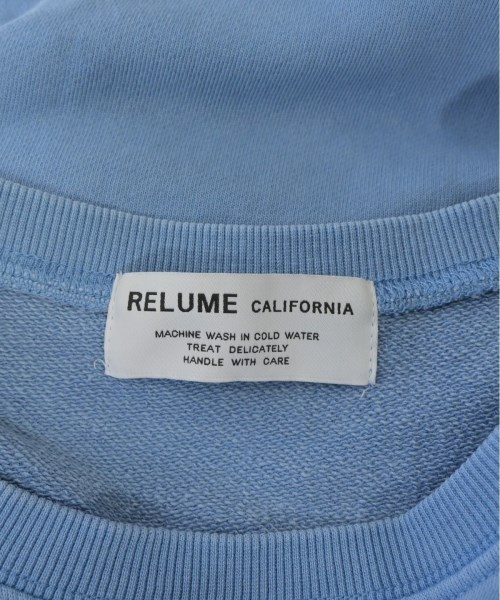 RELUME CALIFORNIA
MACHINE WASH IN COLD WATER
TREAT DELICATELY
HANDLE WITH CARE